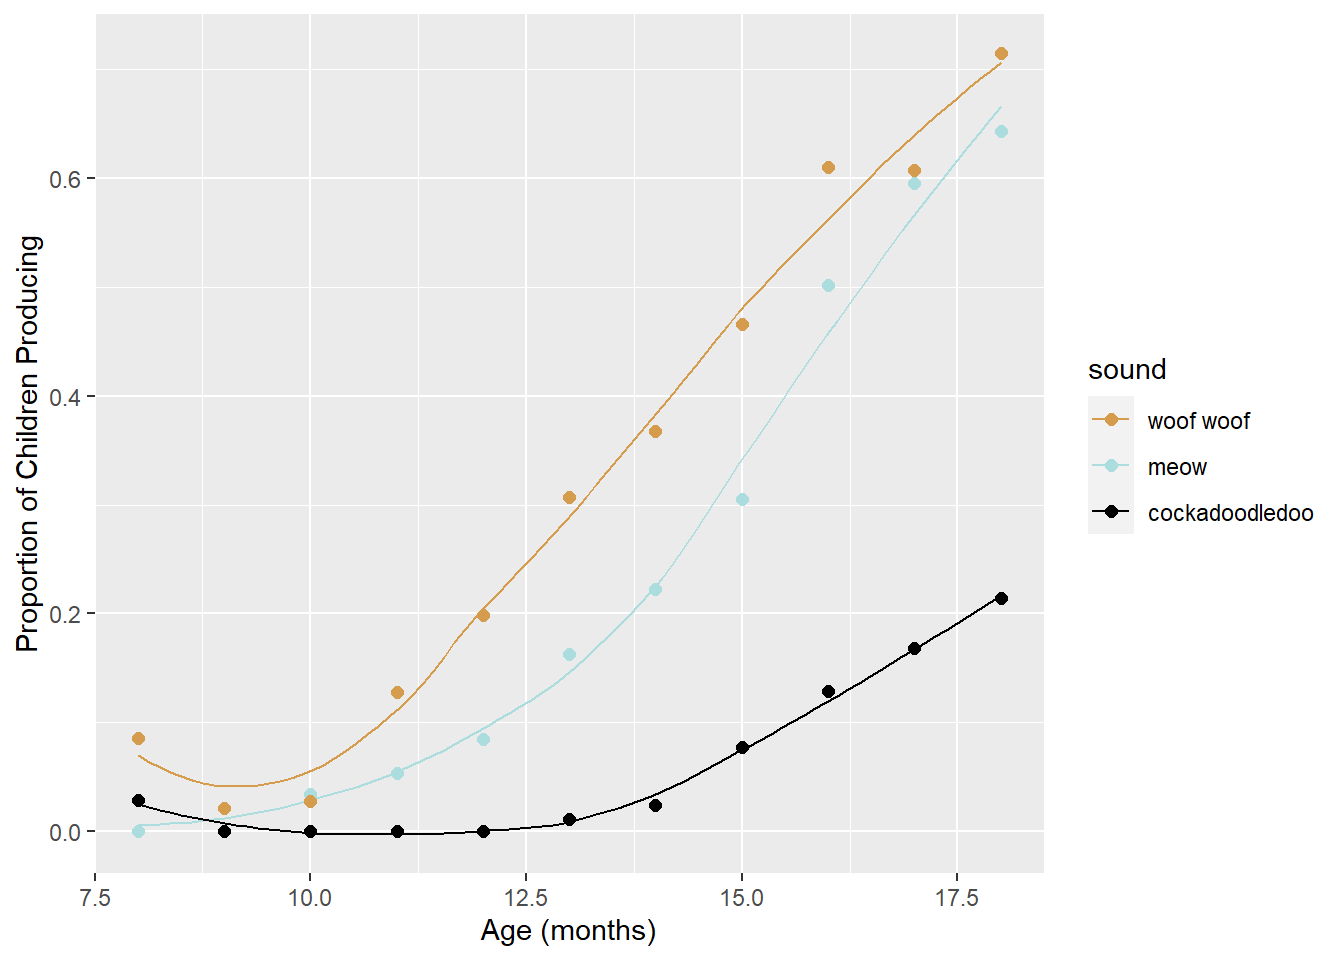 Proportion of Children Producing
0.6
0.4
0.2
0.0
7.5 10.0 12.5 15.0 17.5
Age (months)
sound
woof woof
meow
cockadoodledoo